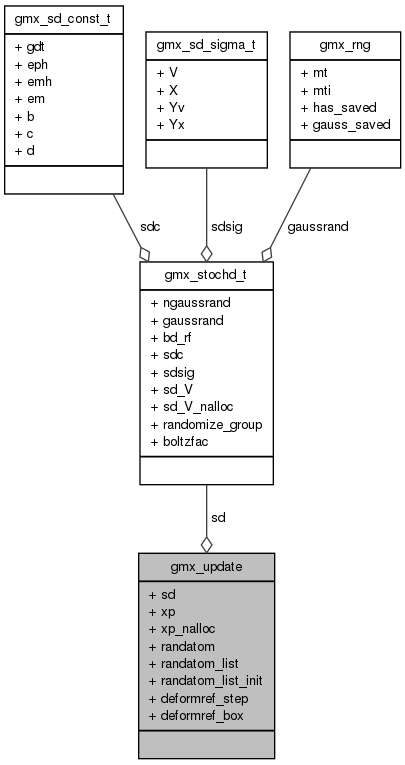 gmx_sd_const_t
+ gdt
+ eph
+ emh
+ em
+ b
+ c
+ d
gmx_sd_sigma_t
+ V
+ X
+ Yv
+ Yx
gmx_rng
+ mt
+ mti
+ has_saved
+ gauss_saved
sdc
sdsig
gaussrand
gmx_stochd_t
+ ngaussrand
+ gaussrand
+ bd_rf
+ sdc
+ sdsig
+ sd_V
+ sd_V_nalloc
+ randomize_group
+ boltzfac
sd
gmx_update
+ sd
+ xp
+ xp_nalloc
+ randatom
+ randatom_list
+ randatom_list_init
+ deformref_step
+ deformref_box